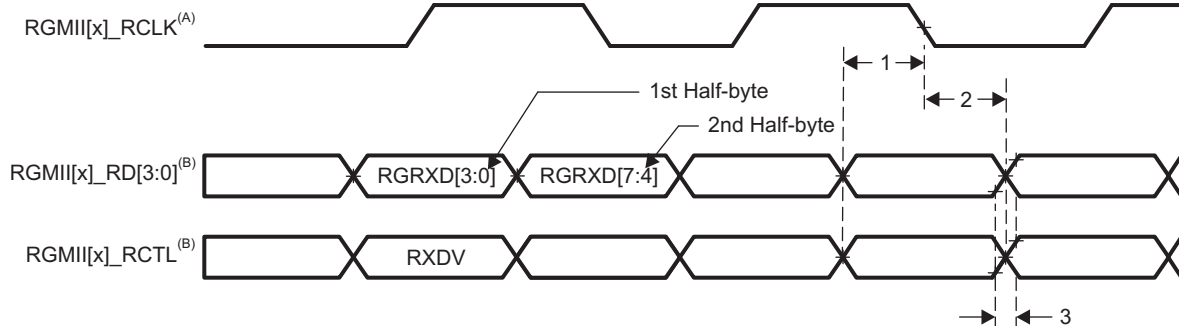 RGMII[x]_RCLK(A)
1
2
1st Half-byte
2nd Half-byte
RGMII[x]_RD[3:0](B)
RGRXD[3:0]
RGRXD[7:4]
RGMII[x]_RCTL(B)
RXDV
3